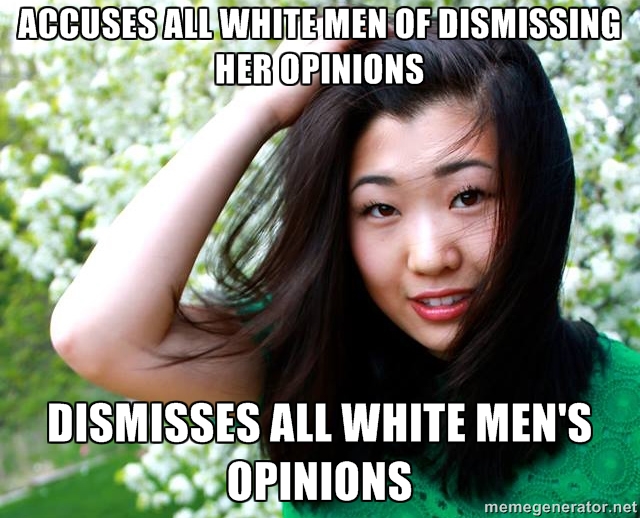 ACCUSES ALL WHITE MEN OF DISMISSING
HER OPINIONS
DISMISSES ALL WHITE MEN'S
OPINIONS
memegenerator.net